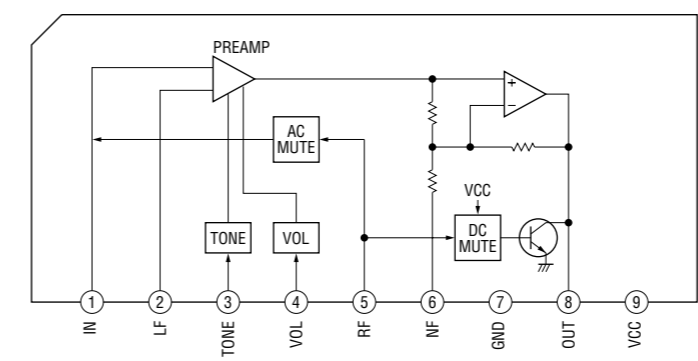 PREAMP
+
−
AC
MUTE
VCC
TONE
VOL
DC
MUTE
1
2
3
4
5
6
7
8
9
IN
LF
TONE
VOL
RF
NF
GND
OUT
VCC